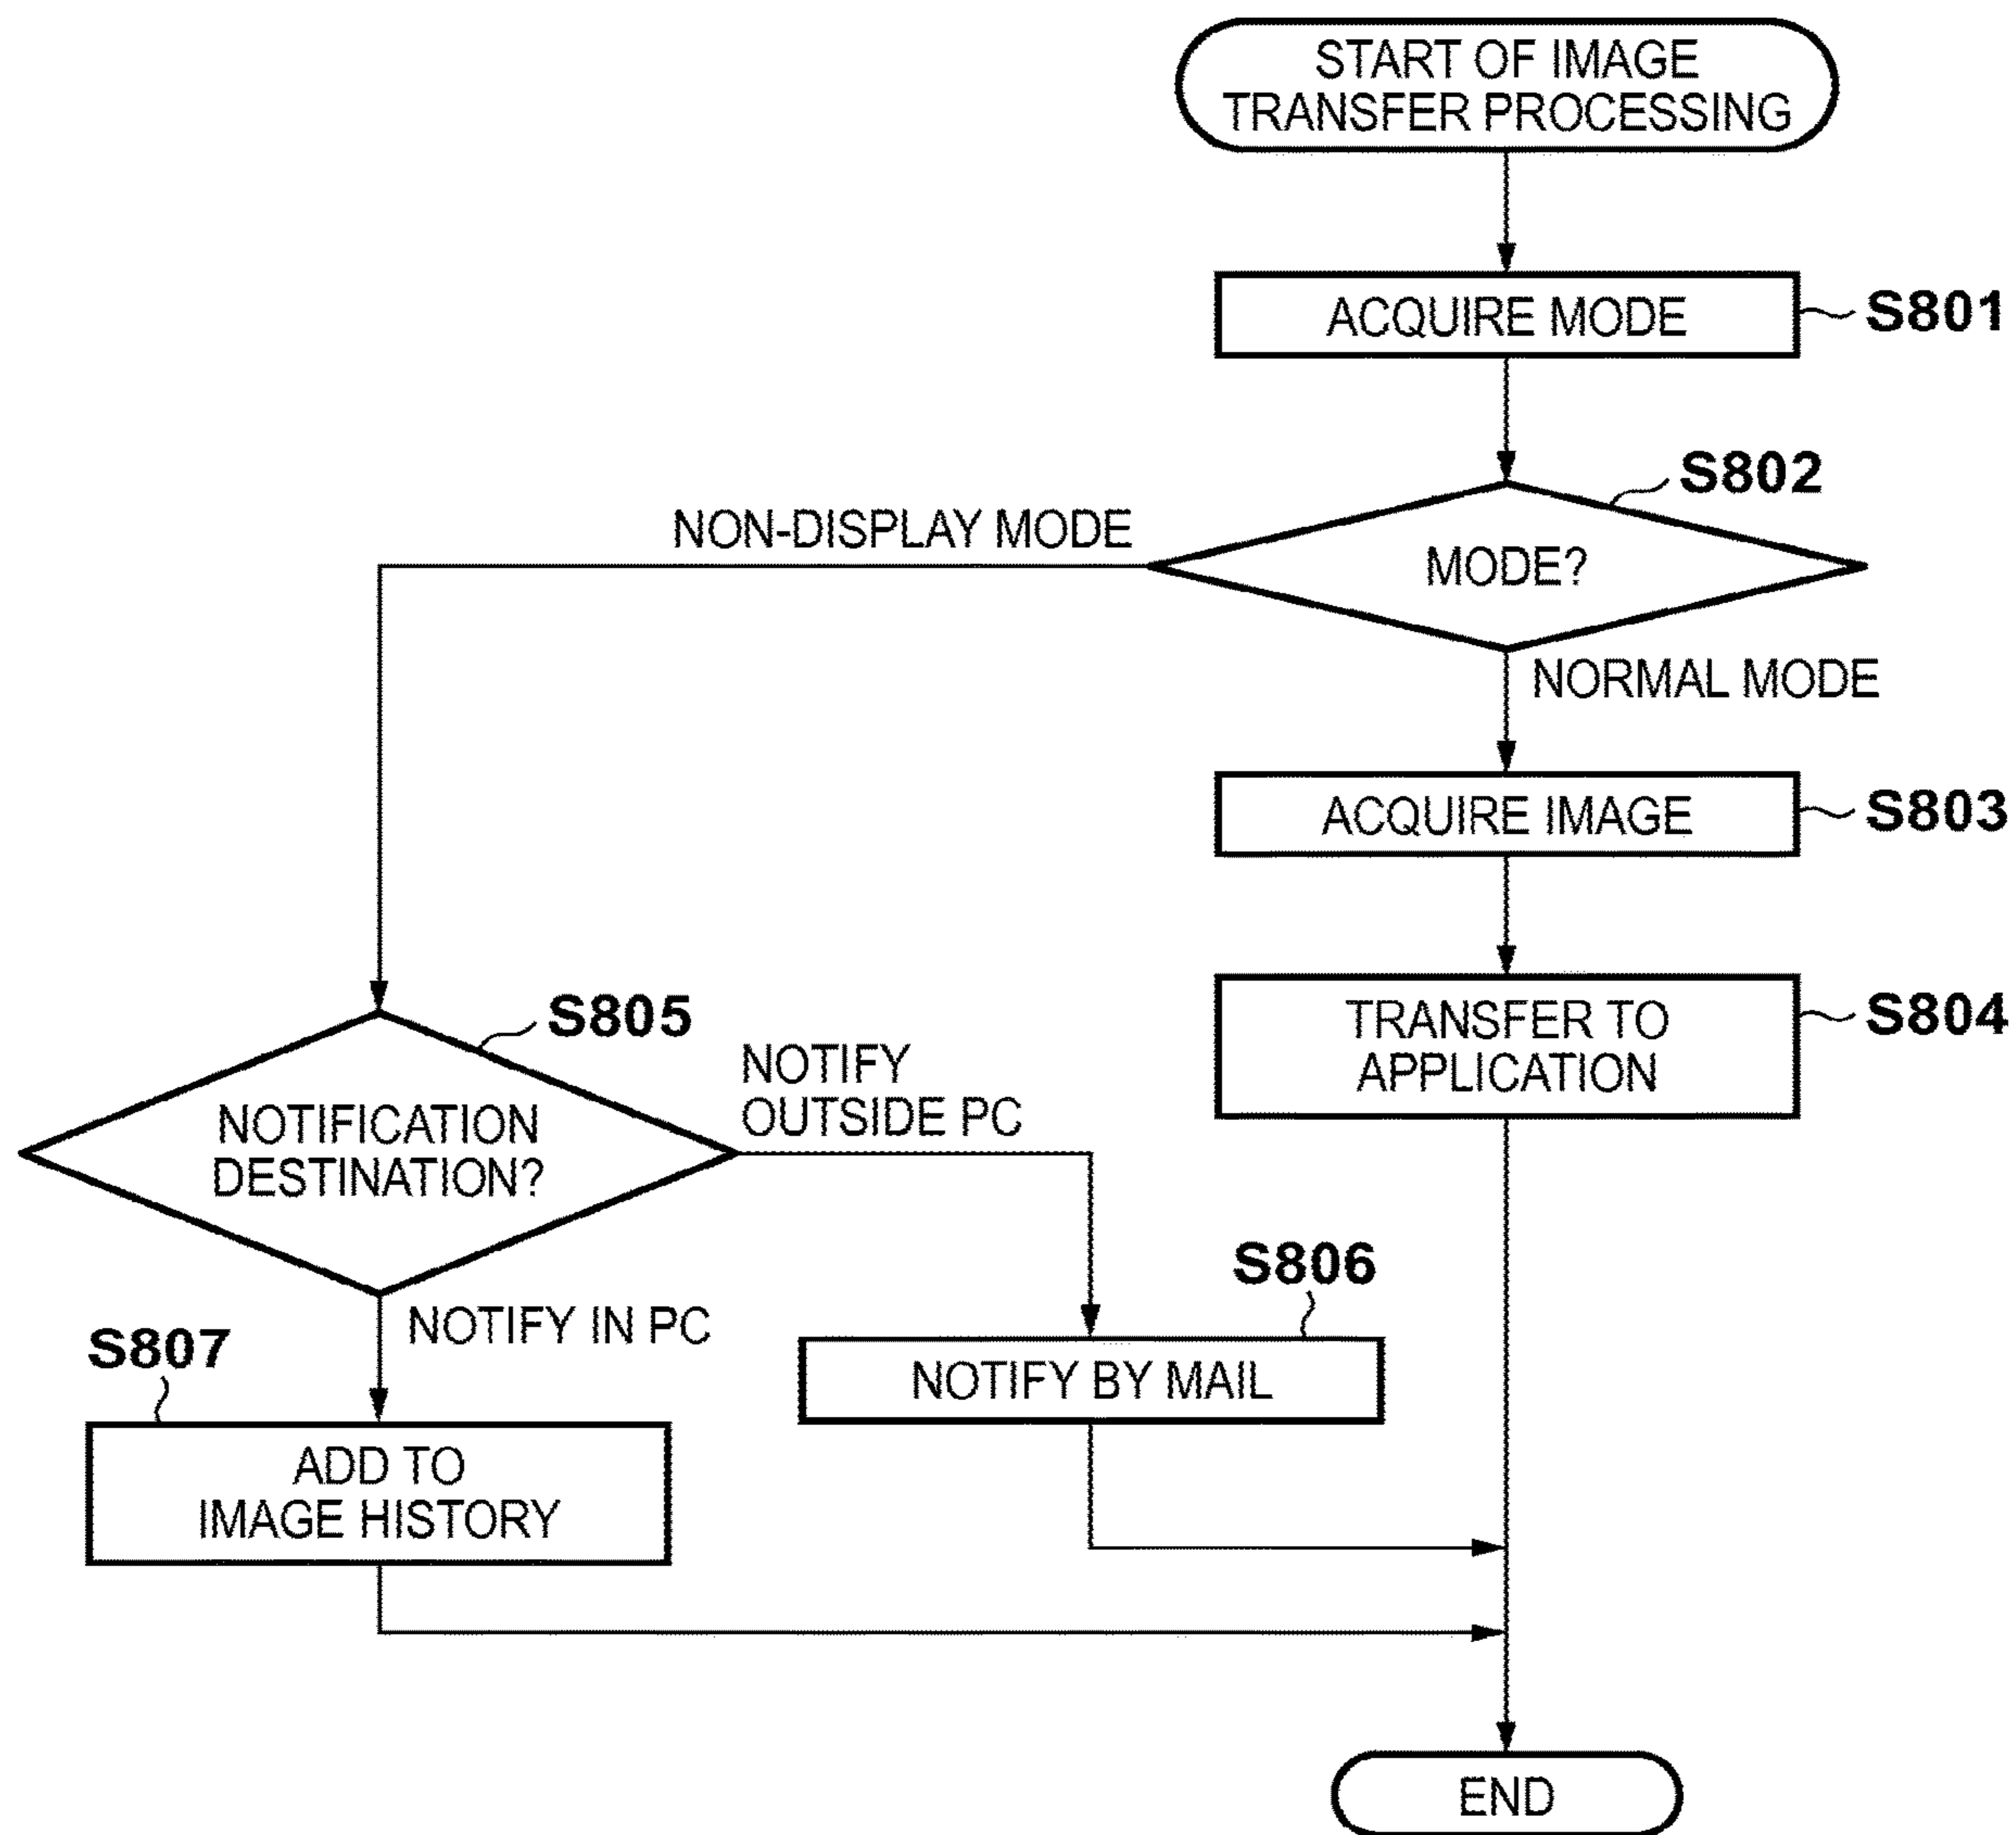 START OF IMAGE
TRANSFER PROCESSING
ACQUIRE MODE
S801
S802
MODE?
NON-DISPLAY MODE
NORMAL MODE
ACQUIRE IMAGE
S803
TRANSFER TO
APPLICATION
S804
S805
NOTIFICATION
DESTINATION?
NOTIFY
OUTSIDE PC
S806
NOTIFY BY MAIL
NOTIFY IN PC
S807
ADD TO
IMAGE HISTORY
END